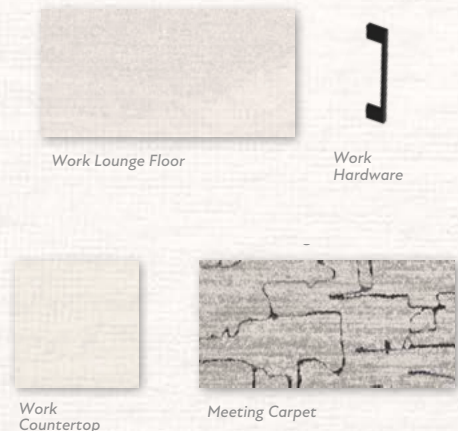 Work Lounge Floor
Work
Hardware
Work
Countertop
Meeting Carpet